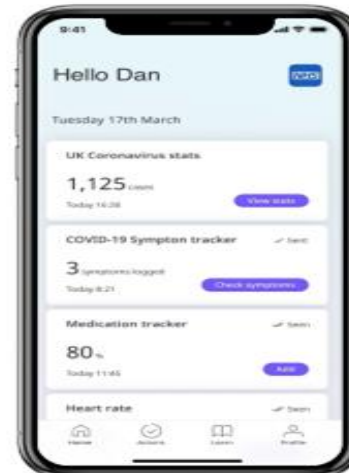 9:41
Hello Dan
NHS
Tuesday 17th March
UK Coronavirus stats
1,125 cases
Today 16:28
View stats
COVID-19 Sympton tracker
Sent
3 symptoms logged
Today 8:21
Check symptoms
Medication tracker
Seen
80%
Today 11:45
Add
Heart rate
Seen
Home
Actions
Learn
Profile